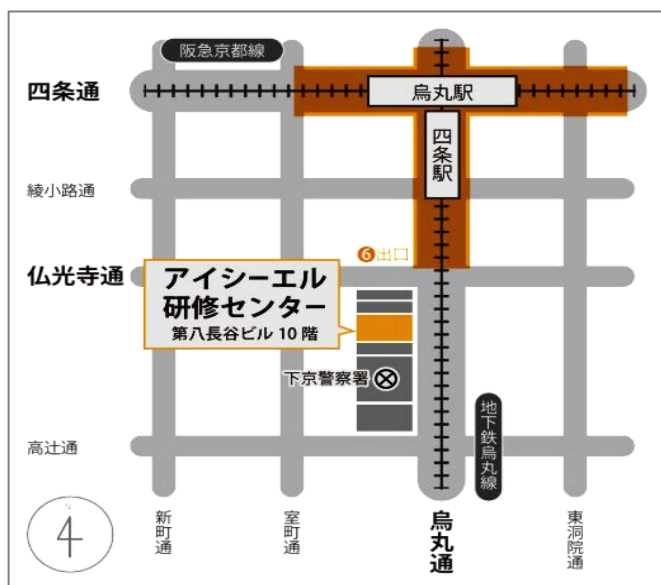 阪急京都線
四条通
烏丸駅
四条駅
綾小路通
❻出口
仏光寺通
アイシーエル
研修センター
第八長谷ビル 10 階
下京警察署
地下鉄烏丸線
高辻通
新町通
室町通
烏丸通
東洞院通